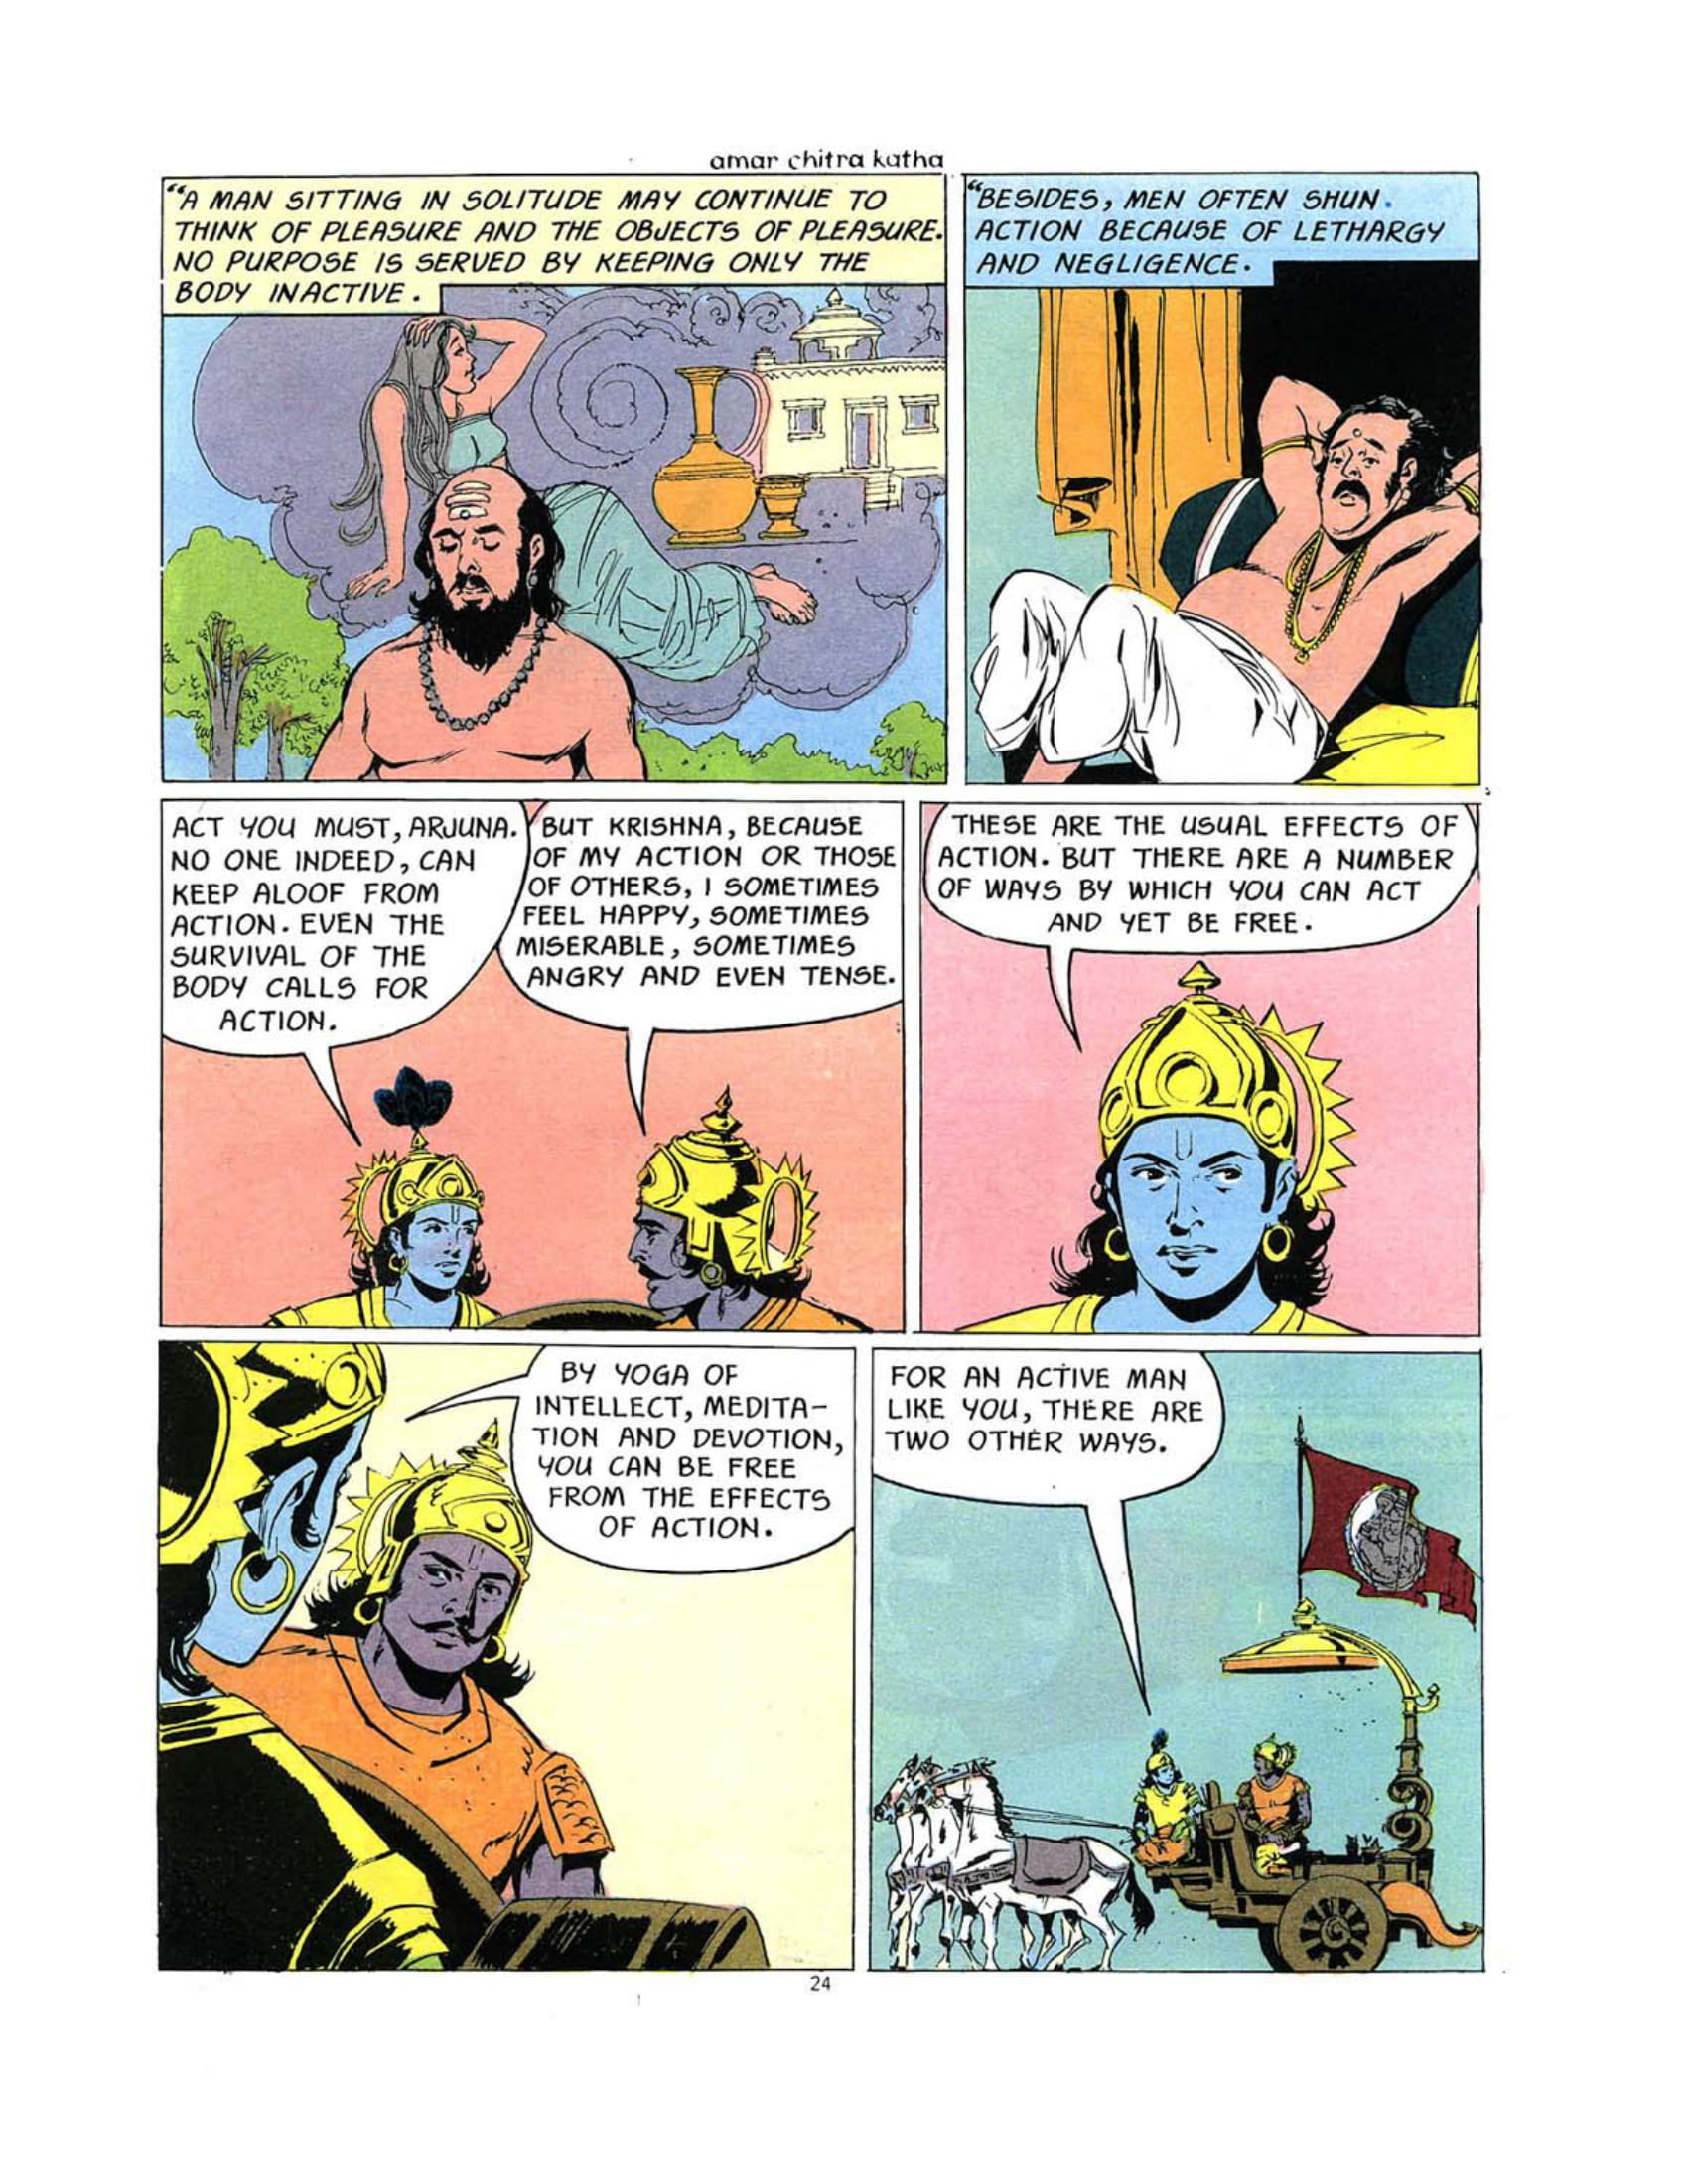 amar chitra katha
“A MAN SITTING IN SOLITUDE MAY CONTINUE TO
THINK OF PLEASURE AND THE OBJECTS OF PLEASURE.
NO PURPOSE IS SERVED BY KEEPING ONLY THE
BODY INACTIVE.
“BESIDES, MEN OFTEN SHUN
ACTION BECAUSE OF LETHARGY
AND NEGLIGENCE.
ACT YOU MUST, ARJUNA.
NO ONE INDEED, CAN
KEEP ALOOF FROM
ACTION. EVEN THE
SURVIVAL OF THE
BODY CALLS FOR
ACTION.
BUT KRISHNA, BECAUSE
OF MY ACTION OR THOSE
OF OTHERS, I SOMETIMES
FEEL HAPPY, SOMETIMES
MISERABLE, SOMETIMES
ANGRY AND EVEN TENSE.
THESE ARE THE USUAL EFFECTS OF
ACTION. BUT THERE ARE A NUMBER
OF WAYS BY WHICH YOU CAN ACT
AND YET BE FREE.
BY YOGA OF
INTELLECT, MEDITA-
TION AND DEVOTION,
YOU CAN BE FREE
FROM THE EFFECTS
OF ACTION.
FOR AN ACTIVE MAN
LIKE YOU, THERE ARE
TWO OTHER WAYS.
24